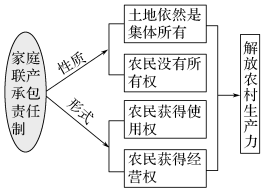 家庭
联产
承包
责任
制
性质
形式
土地依然是
集体所有
农民没有所
有权
农民获得使
用权
农民获得经
营权
解放农村生产力